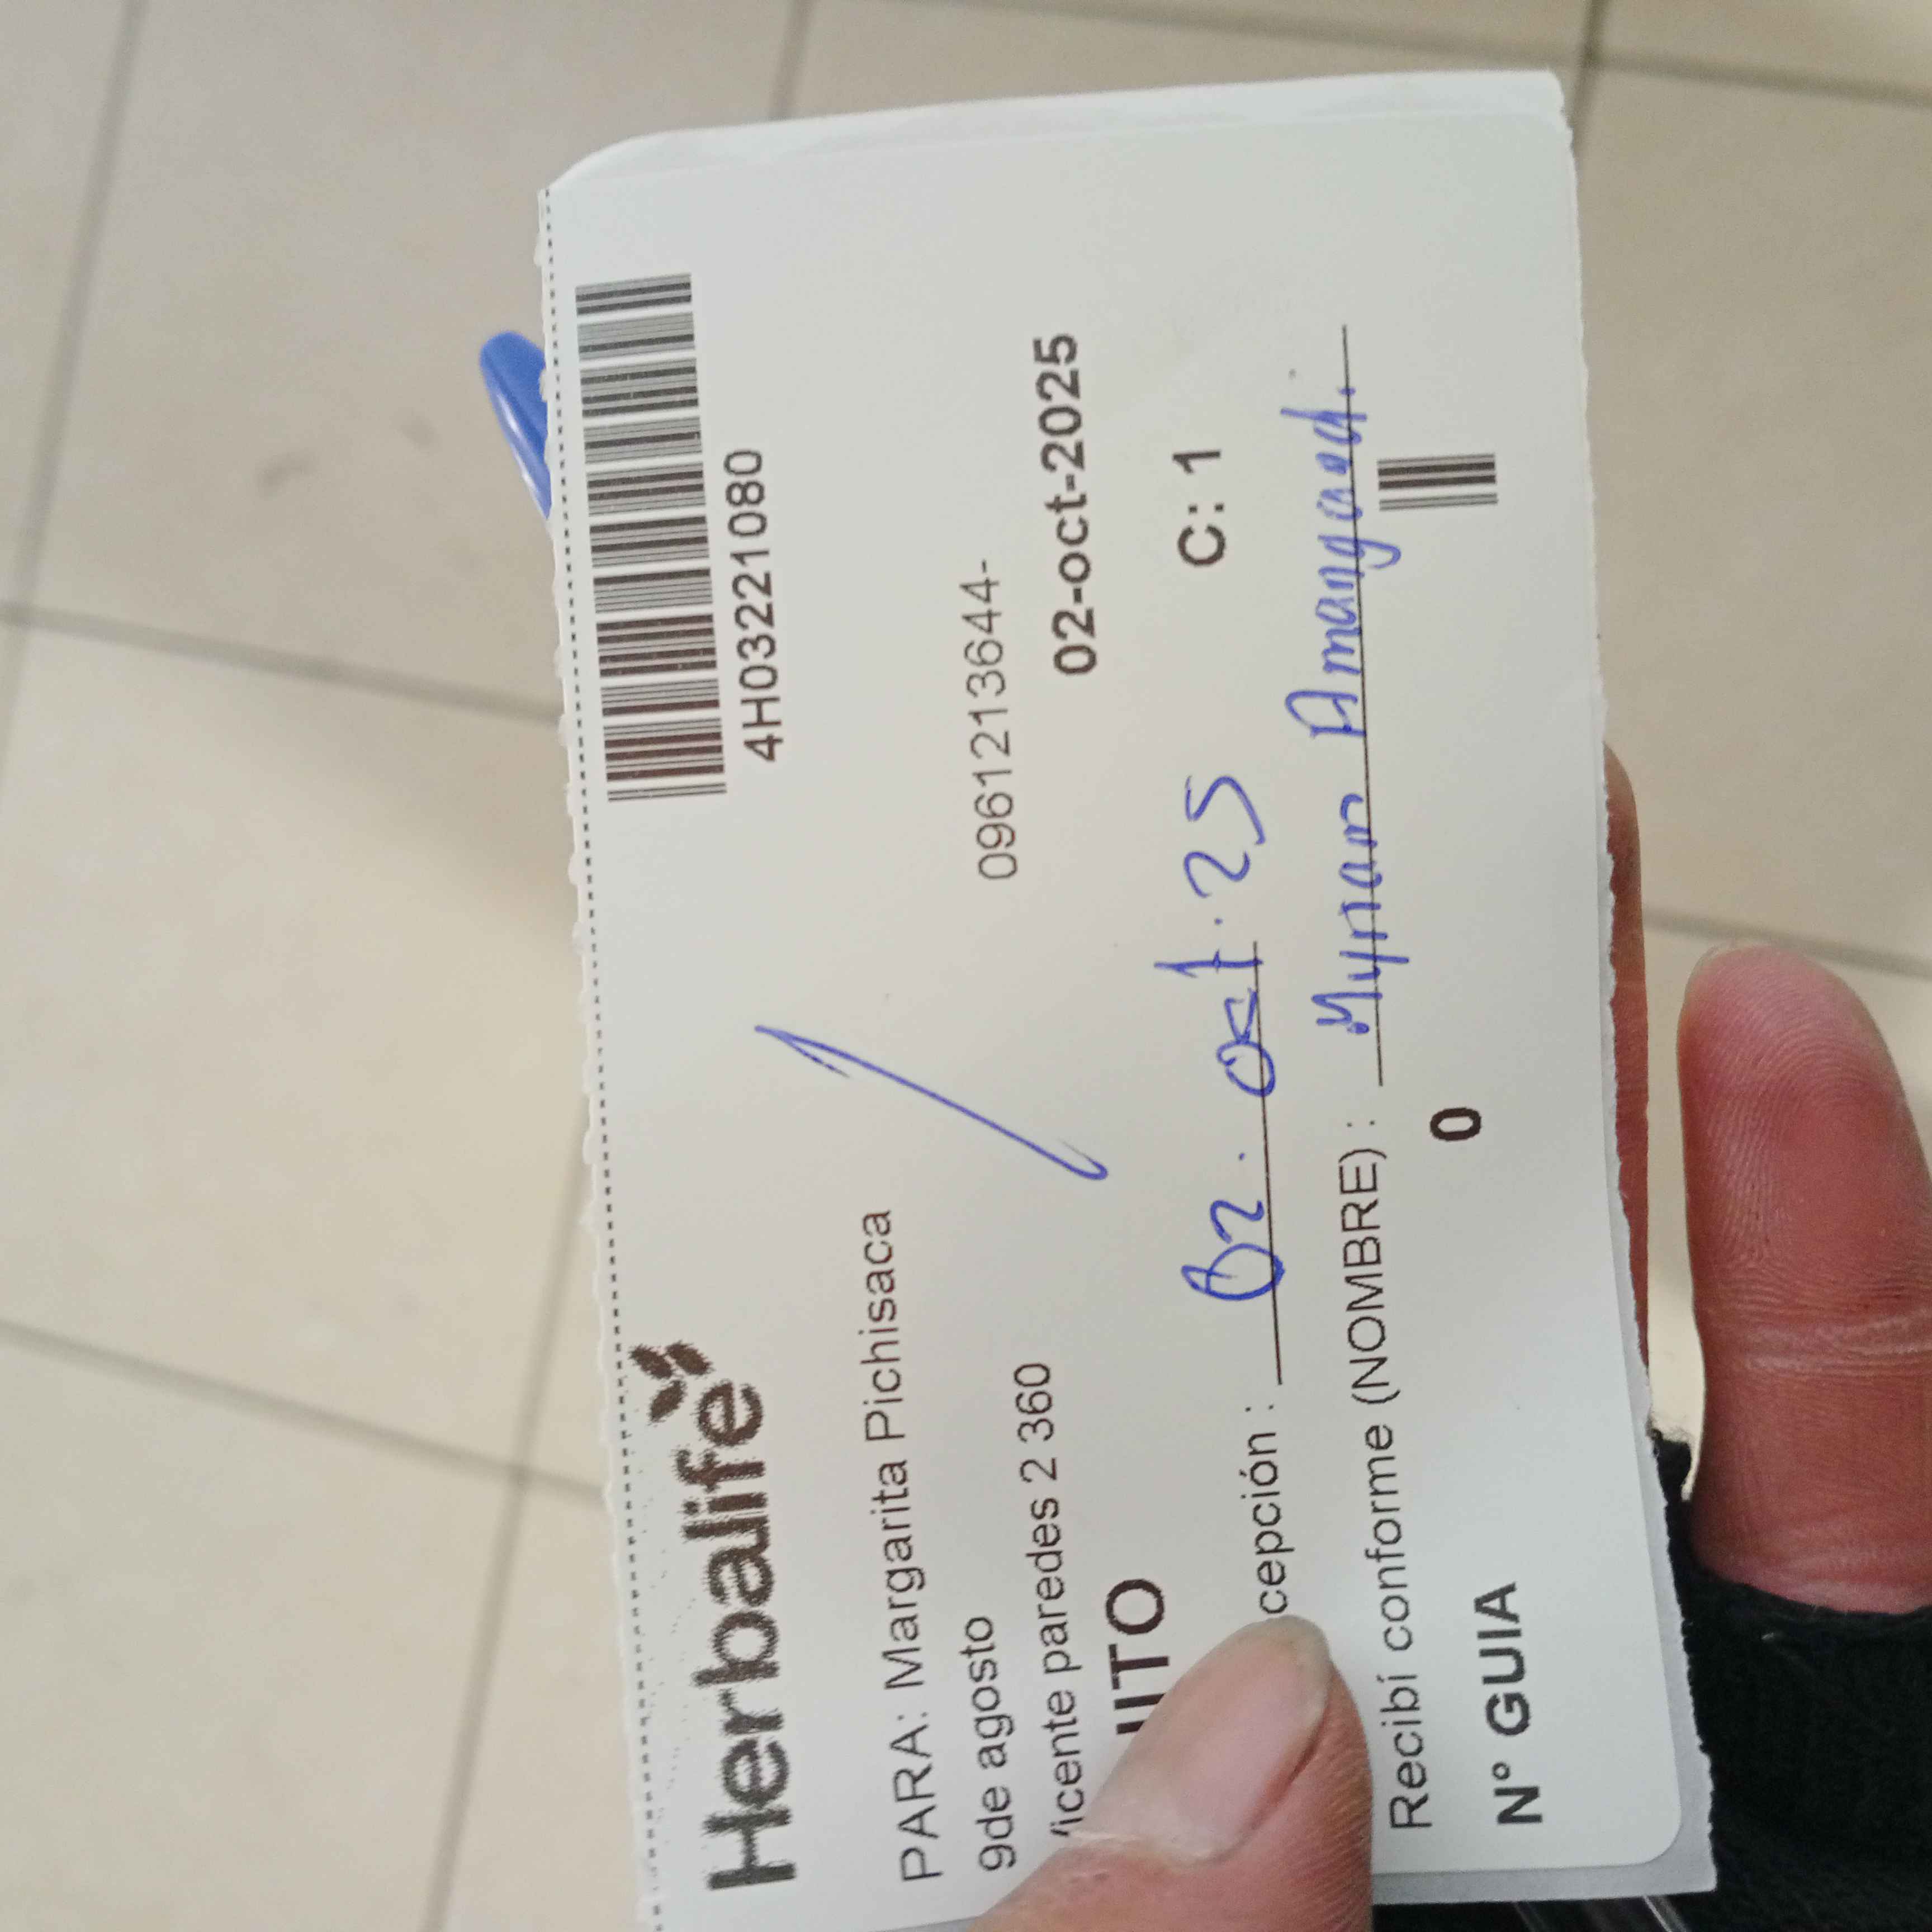 Herbalife
4H03221080
PARA: Margarita Pichisaca
9de agosto
icente paredes 2 360
0961213644-
UITO
02-oct-2025
C: 1
cepción : 02. oct. 25
Recibí conforme (NOMBRE) : Myrian
N° GUIA 0